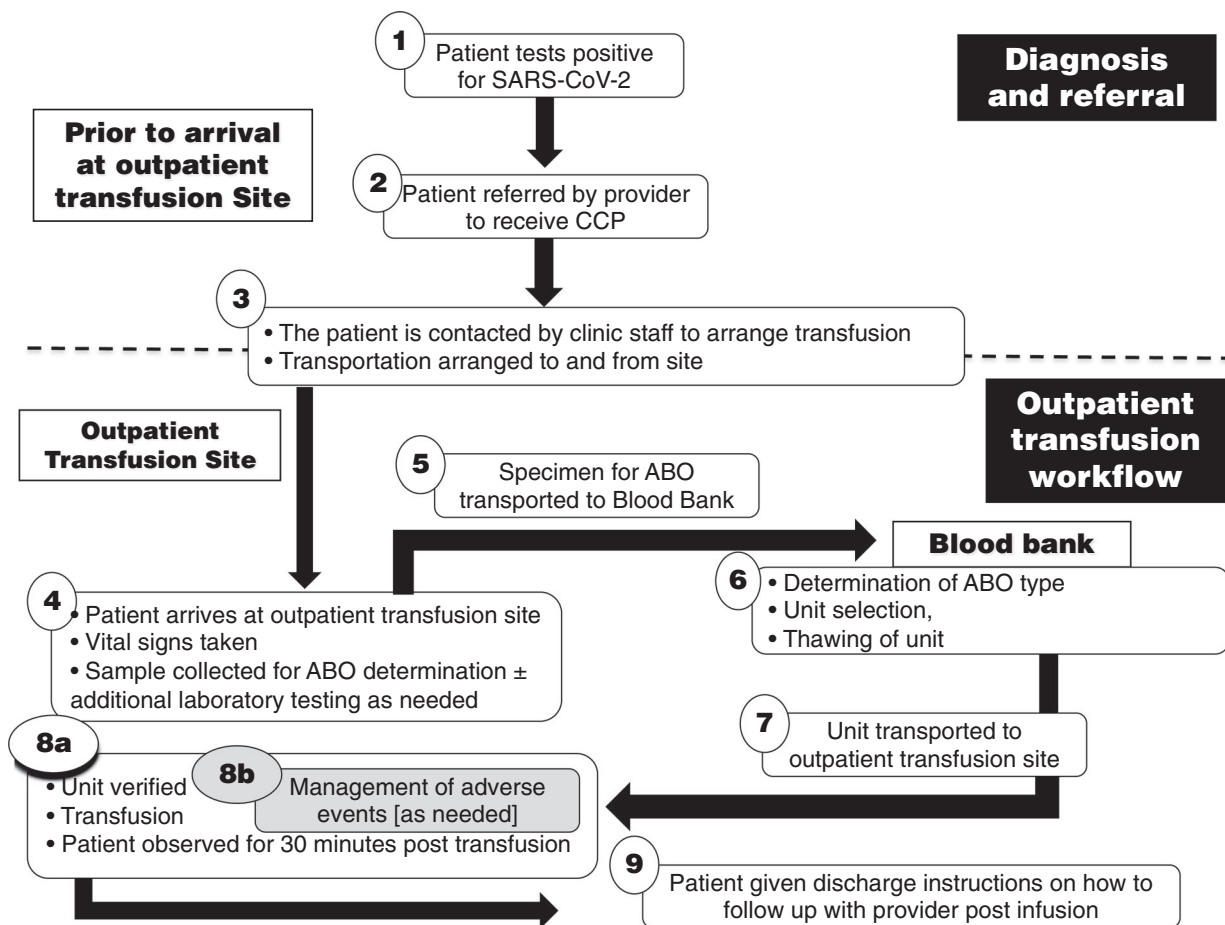 1
Patient tests positive
for SARS-CoV-2
Diagnosis
and referral
Prior to arrival
at outpatient
transfusion Site
2
Patient referred by provider
to receive CCP
3
• The patient is contacted by clinic staff to arrange transfusion
• Transportation arranged to and from site
Outpatient
Transfusion Site
Outpatient
transfusion
workflow
5
Specimen for ABO
transported to Blood Bank
Blood bank
6
• Determination of ABO type
• Unit selection,
• Thawing of unit
4
• Patient arrives at outpatient transfusion site
• Vital signs taken
• Sample collected for ABO determination ±
additional laboratory testing as needed
7
Unit transported to
outpatient transfusion site
8a
• Unit verified
• Transfusion
• Patient observed for 30 minutes post transfusion
8b
Management of adverse
events [as needed]
9
Patient given discharge instructions on how to
follow up with provider post infusion